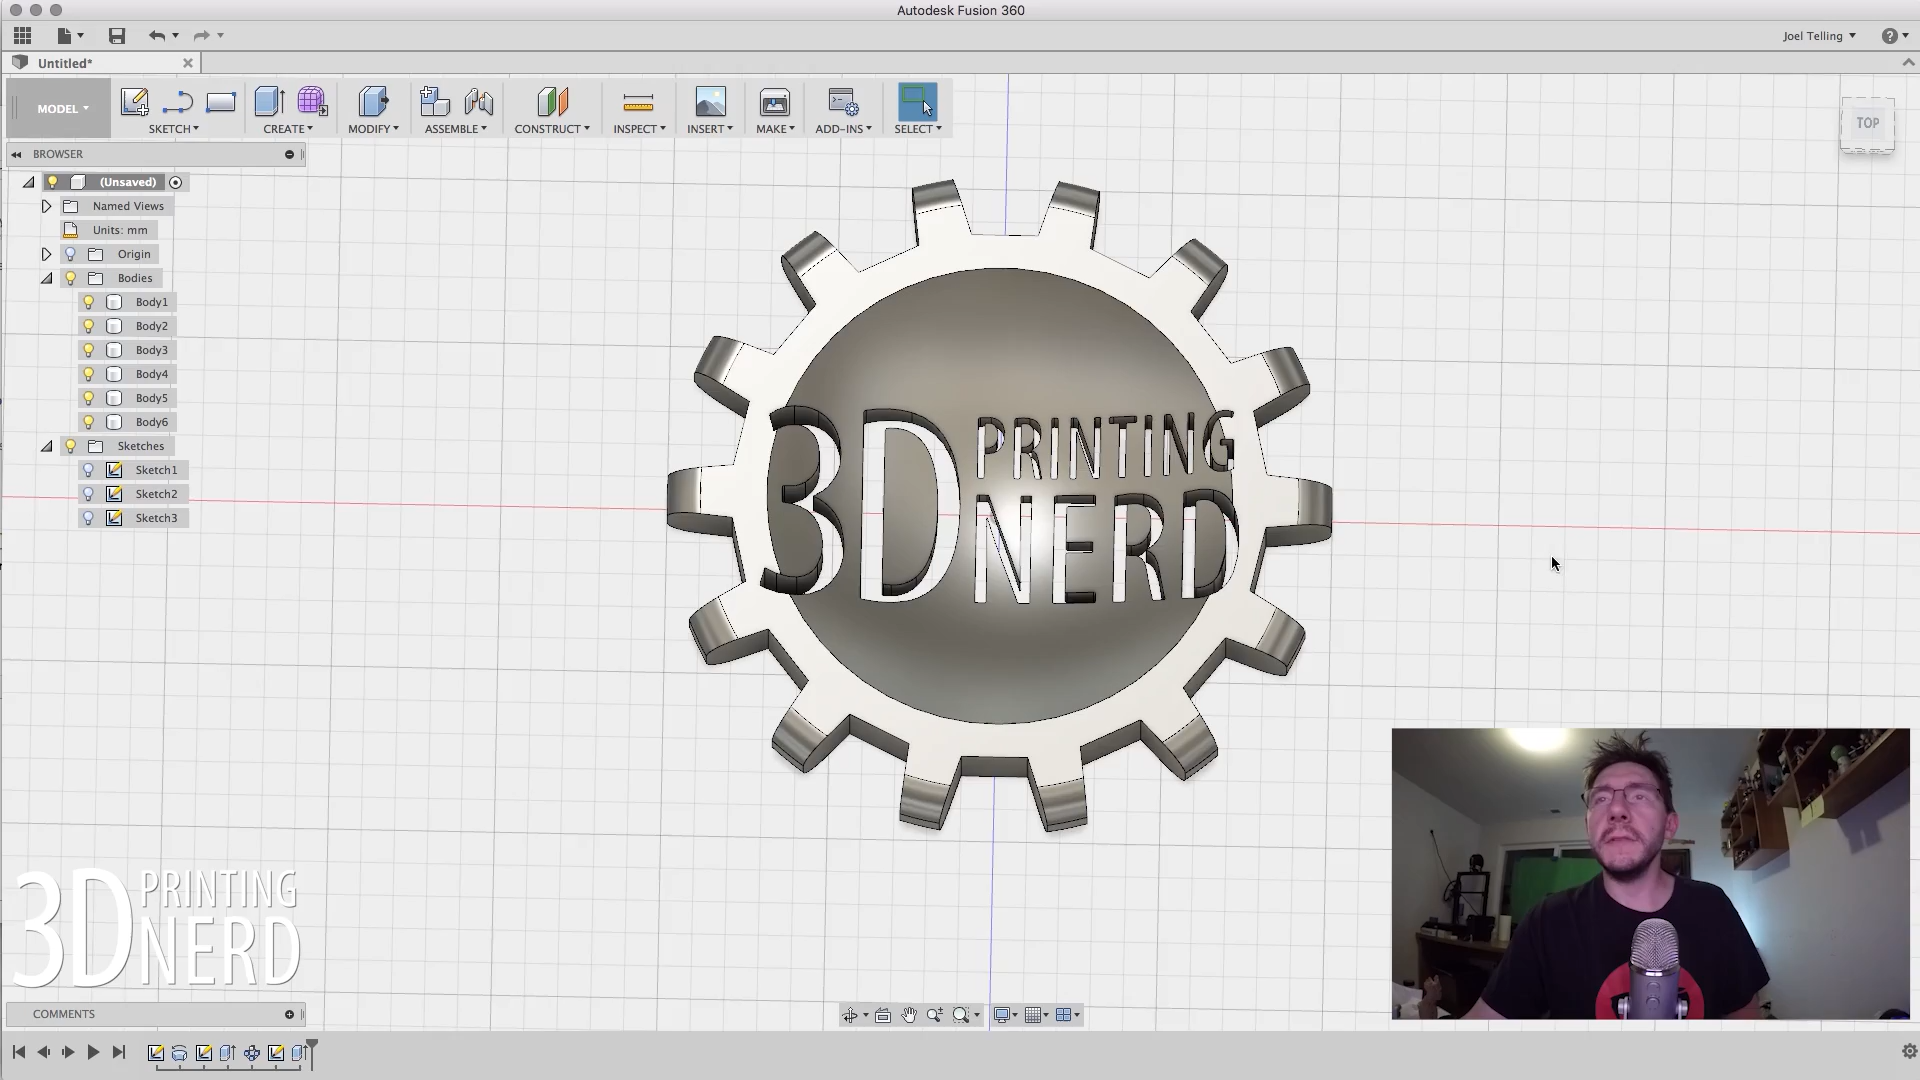 Autodesk Fusion 360
Joel Telling
Untitled*
MODEL
SKETCH
CREATE
MODIFY
ASSEMBLE
CONSTRUCT
INSPECT
INSERT
MAKE
ADD-INS
SELECT
TOP
BROWSER
(Unsaved)
Named Views
Units: mm
Origin
Bodies
Body1
Body2
Body3
Body4
Body5
Body6
Sketches
Sketch1
Sketch2
Sketch3
3D PRINTING
NERD
3D PRINTING
NERD
COMMENTS